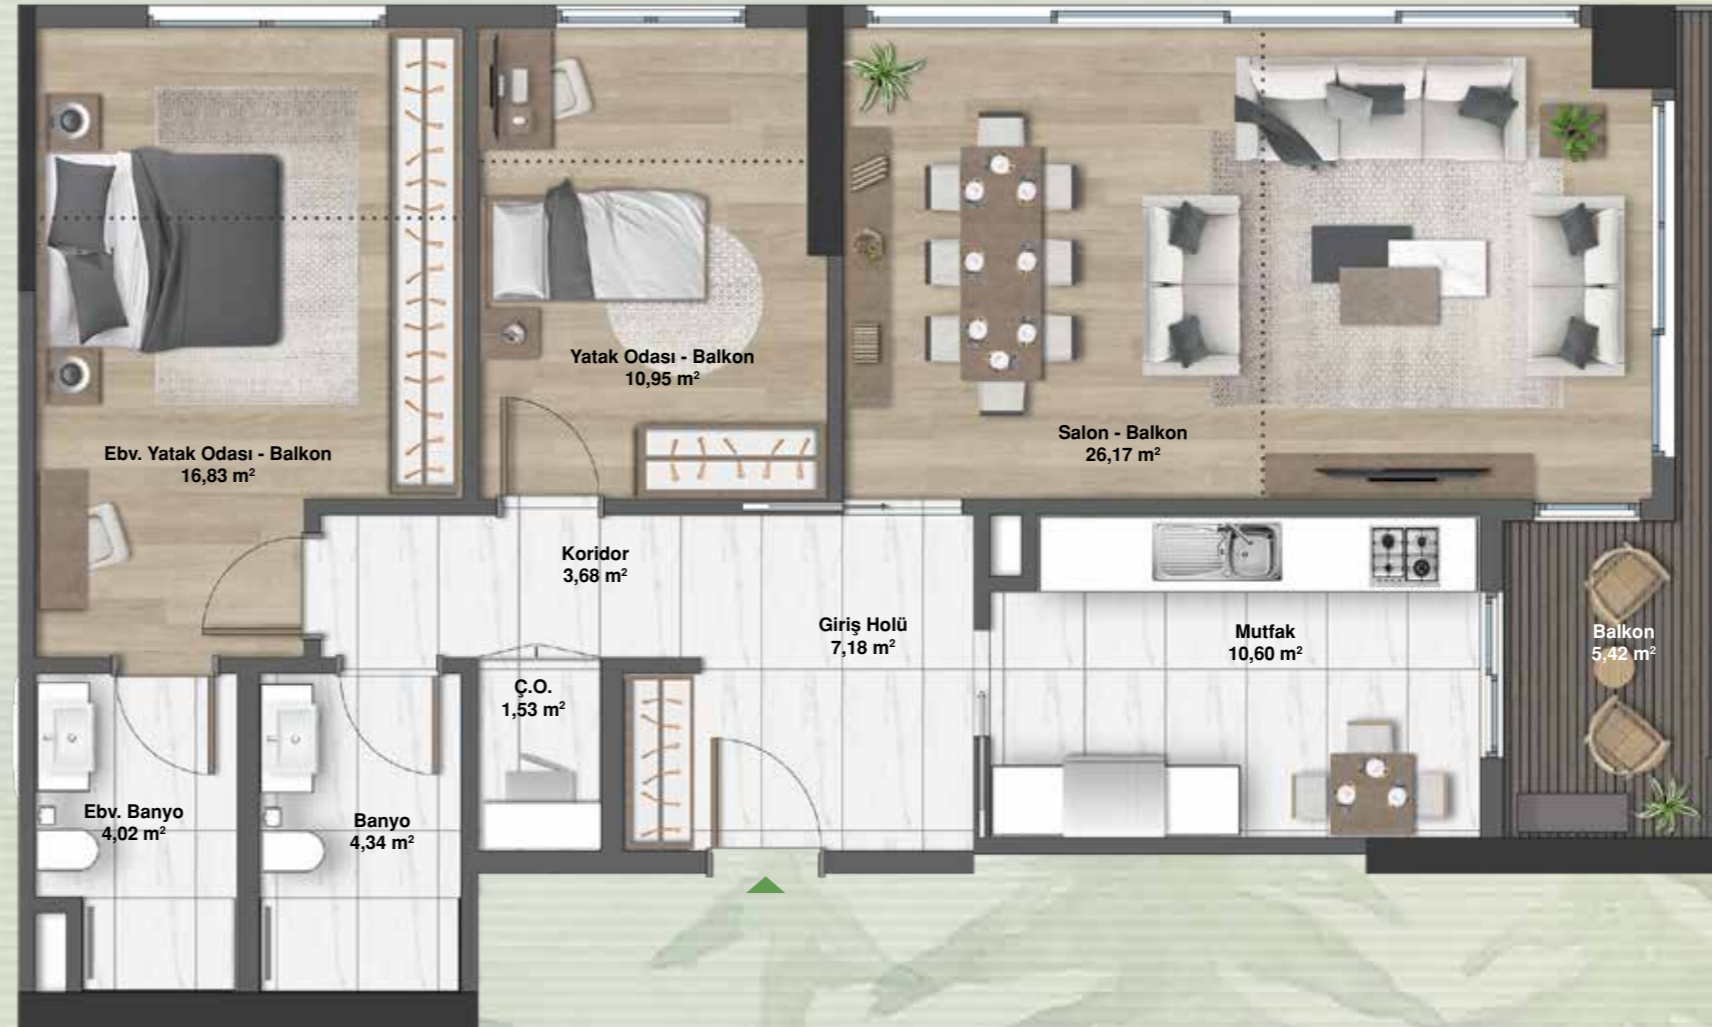 Yatak Odası - Balkon
10,95 m²
Salon - Balkon
26,17 m²
Ebv. Yatak Odası - Balkon
16,83 m²
Koridor
3,68 m²
Giriş Holü
7,18 m²
Mutfak
10,60 m²
Balkon
5,42 m²
Ç.O.
1,53 m²
Ebv. Banyo
4,02 m²
Banyo
4,34 m²